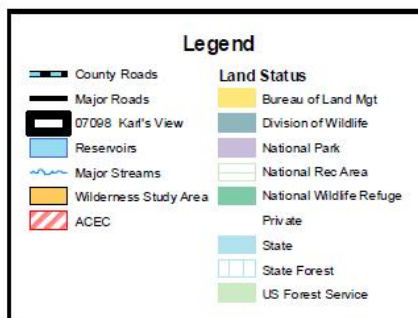 Legend
County Roads
Major Roads
07098 Karl's View
Reservoirs
Major Streams
Wilderness Study Area
ACEC
Land Status
Bureau of Land Mgt
Division of Wildlife
National Park
National Rec Area
National Wildlife Refuge
Private
State
State Forest
US Forest Service